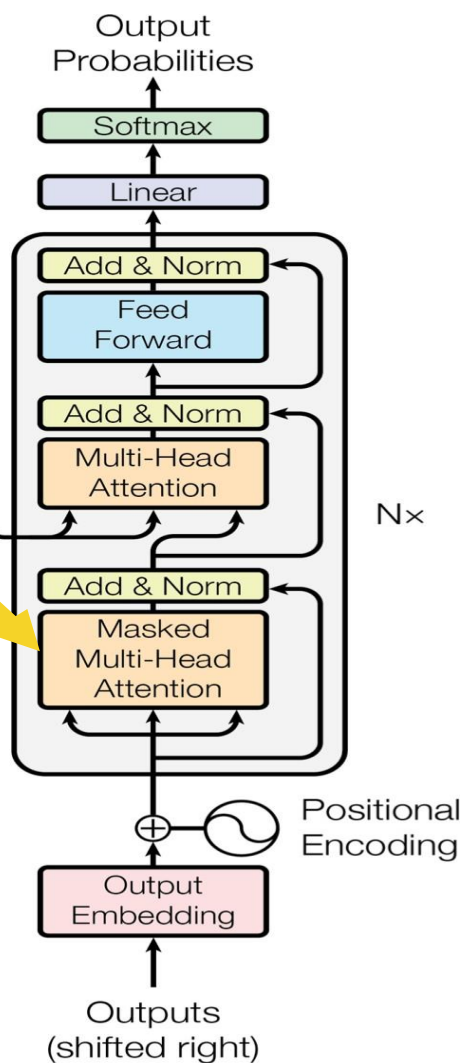 Output
Probabilities
Softmax
Linear
Add & Norm
Feed
Forward
Add & Norm
Multi-Head
Attention
N×
Add & Norm
Masked
Multi-Head
Attention
Positional
Encoding
Output
Embedding
Outputs
(shifted right)